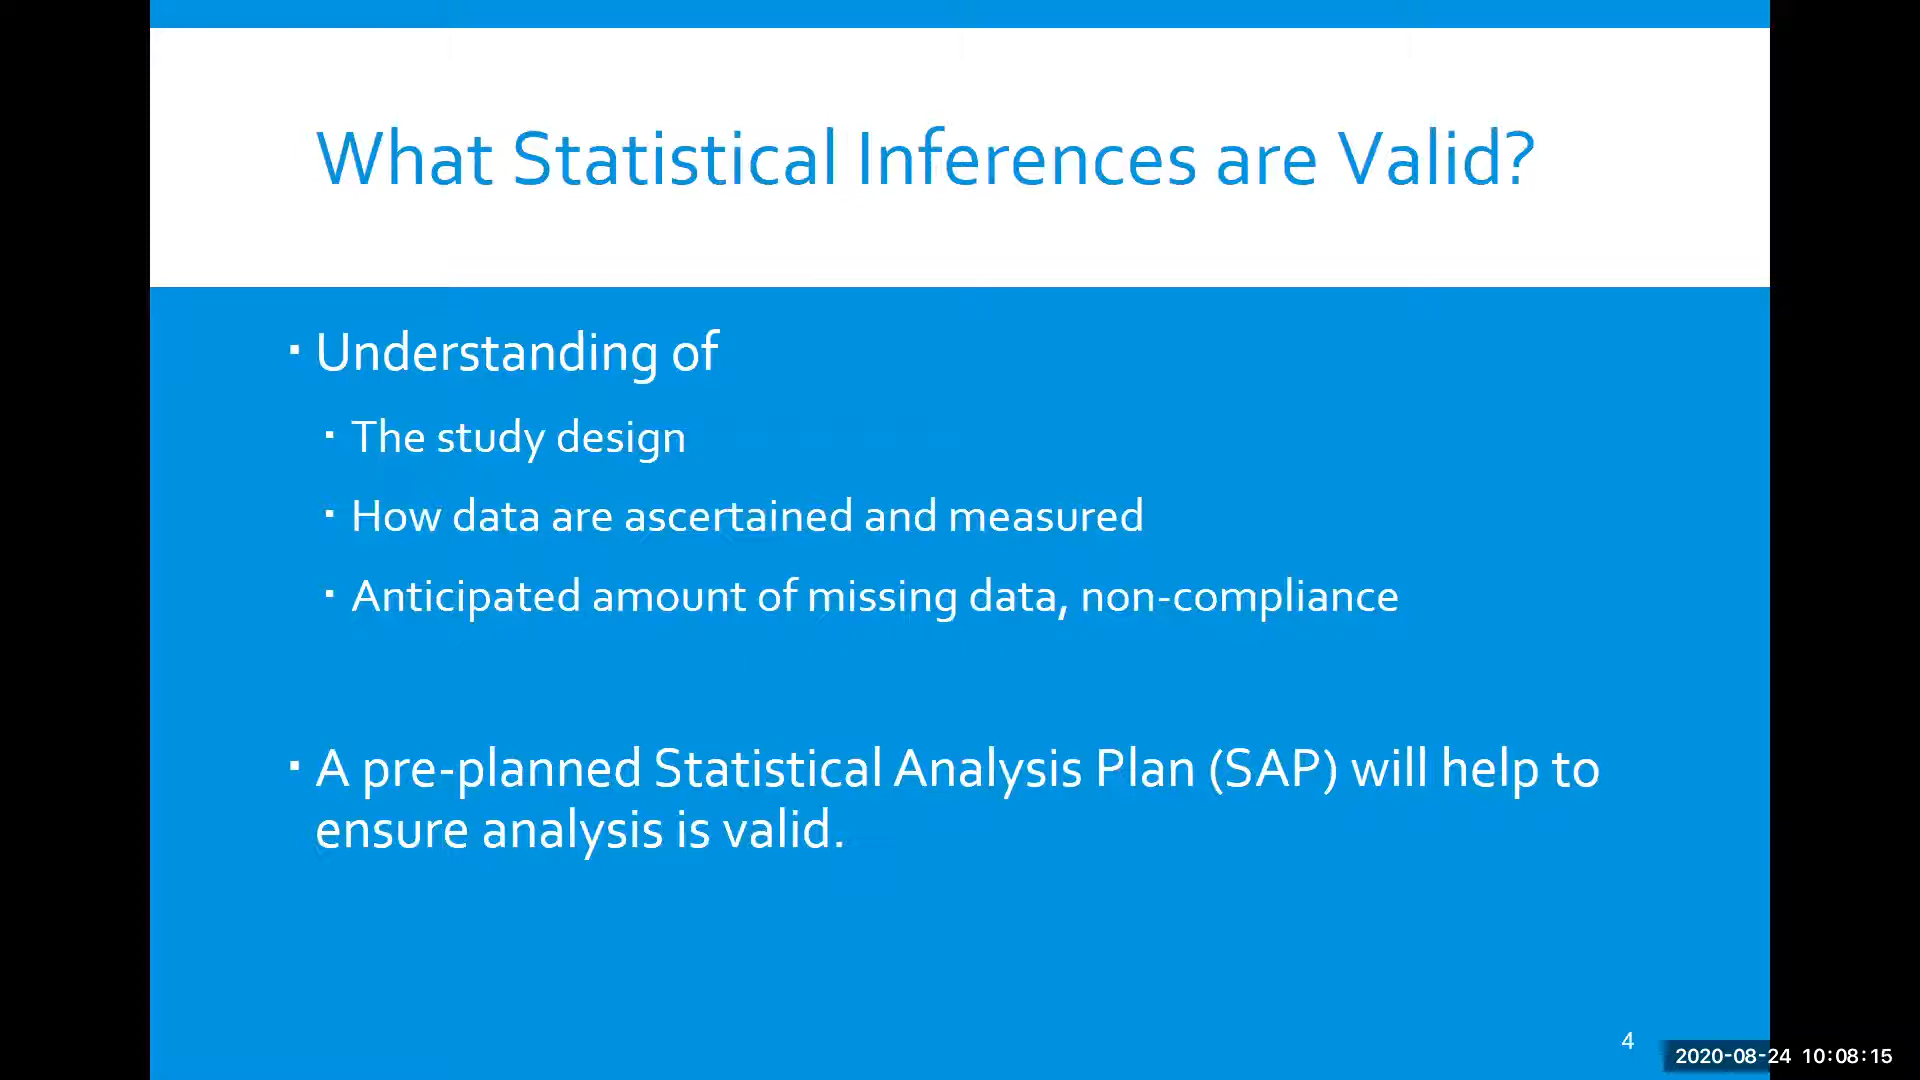 What Statistical Inferences are Valid?
▪ Understanding of
▪ The study design
▪ How data are ascertained and measured
▪ Anticipated amount of missing data, non-compliance
▪ A pre-planned Statistical Analysis Plan (SAP) will help to
ensure analysis is valid.
4
2020-08-24 10:08:15